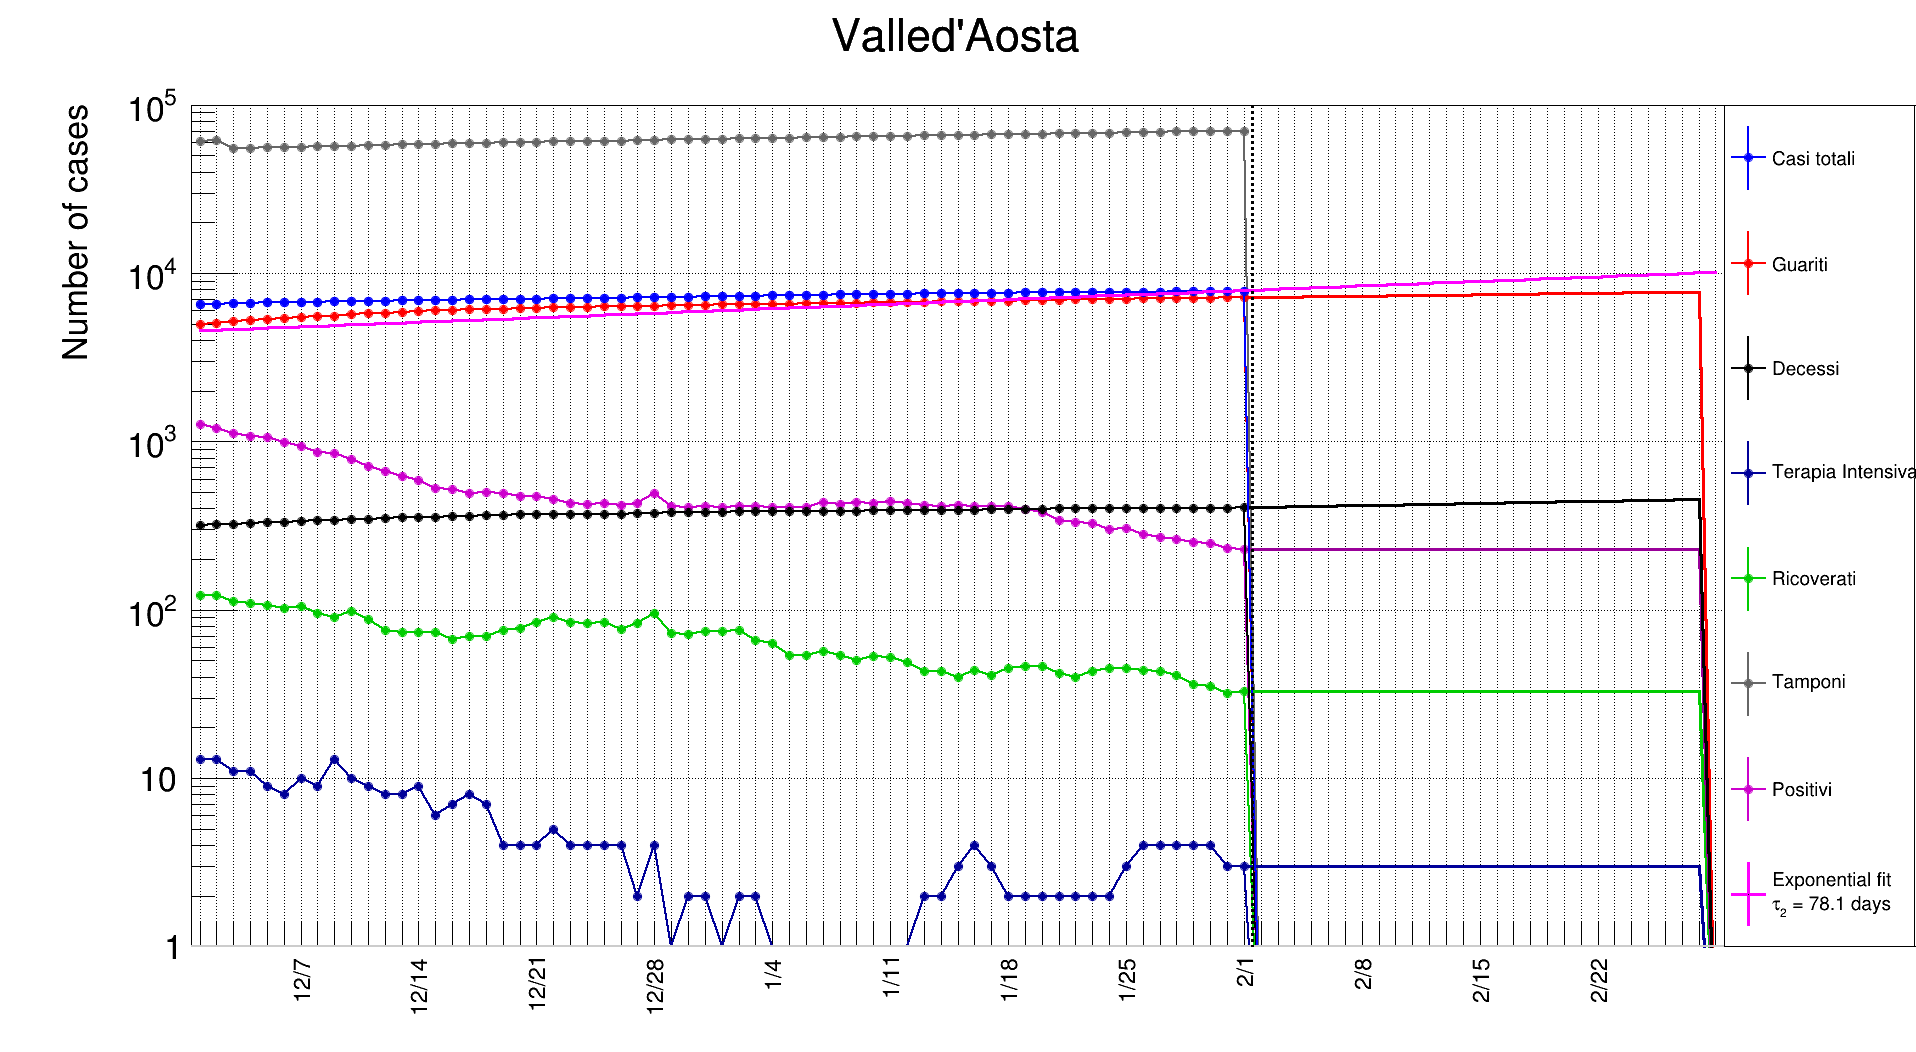 Valled'Aosta
Number of cases
10^5
10^4
10^3
10^2
10
1
12/7
12/14
12/21
12/28
1/4
1/11
1/18
1/25
2/1
2/8
2/15
2/22
Casi totali
Guariti
Decessi
Terapia Intensiva
Ricoverati
Tamponi
Positivi
Exponential fit
τ_2 = 78.1 days